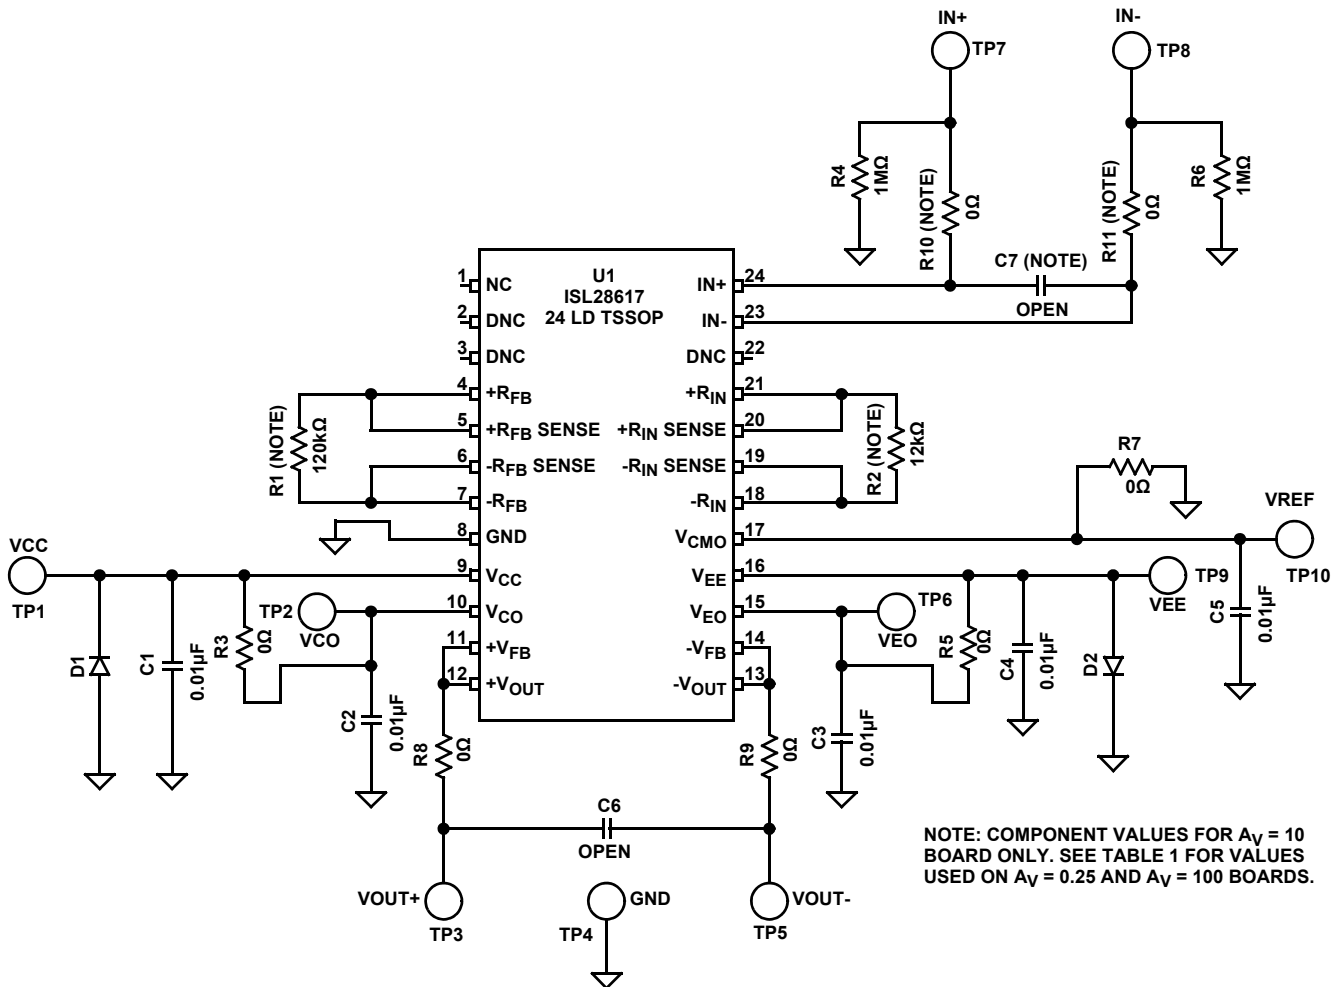 IN+
TP7
IN-
TP8
R4
1MΩ
R10 (NOTE)
0Ω
R11 (NOTE)
0Ω
R6
1MΩ
C7 (NOTE)
OPEN
U1
ISL28617
24 LD TSSOP
1 NC
2 DNC
3 DNC
4 +RFB
5 +RFB SENSE
6 -RFB SENSE
7 -RFB
8 GND
9 VCC
10 VCO
11 +VFB
12 +VOUT
IN+ 24
IN- 23
DNC 22
+RIN 21
+RIN SENSE 20
-RIN SENSE 19
-RIN 18
VCMO 17
VEE 16
VEO 15
-VFB 14
-VOUT 13
R1 (NOTE)
120kΩ
R2 (NOTE)
12kΩ
R7
0Ω
VREF
TP10
VCC
TP1
D1
C1
0.01µF
R3
0Ω
TP2
VCO
C2
0.01µF
TP6
VEO
R5
0Ω
C3
0.01µF
C4
0.01µF
D2
TP9
VEE
C5
0.01µF
R8
0Ω
R9
0Ω
C6
OPEN
VOUT+
TP3
GND
TP4
VOUT-
TP5
NOTE: COMPONENT VALUES FOR AV = 10
BOARD ONLY. SEE TABLE 1 FOR VALUES
USED ON AV = 0.25 AND AV = 100 BOARDS.